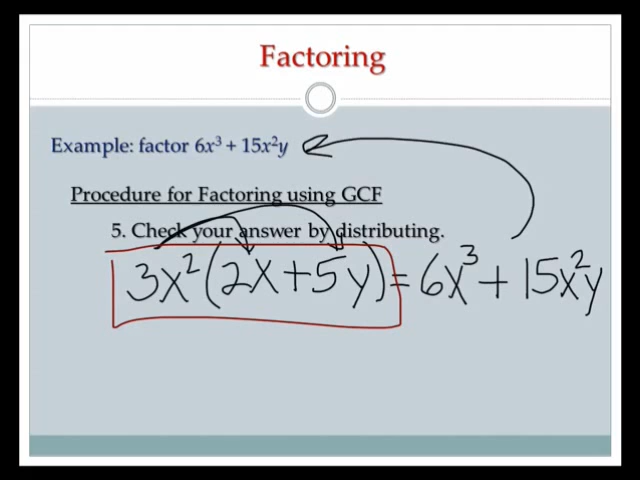 Factoring
Example: factor 6x³ + 15x²y
Procedure for Factoring using GCF
5. Check your answer by distributing.
3x²(2x+5y)=6x³+15x²y